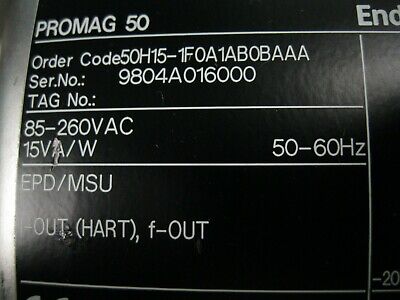 PROMAG 50
End
Order Code50H15-1F0A1AB0BAAA
Ser.No.: 9804A016000
TAG No.:
85-260VAC
15VA/W 50-60Hz
EPD/MSU
-OUT (HART), f-OUT
-20